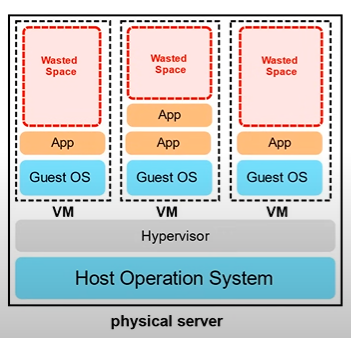 Wasted
Space
Wasted
Space
Wasted
Space
App
App
App
App
Guest OS
Guest OS
Guest OS
VM
VM
VM
Hypervisor
Host Operation System
physical server